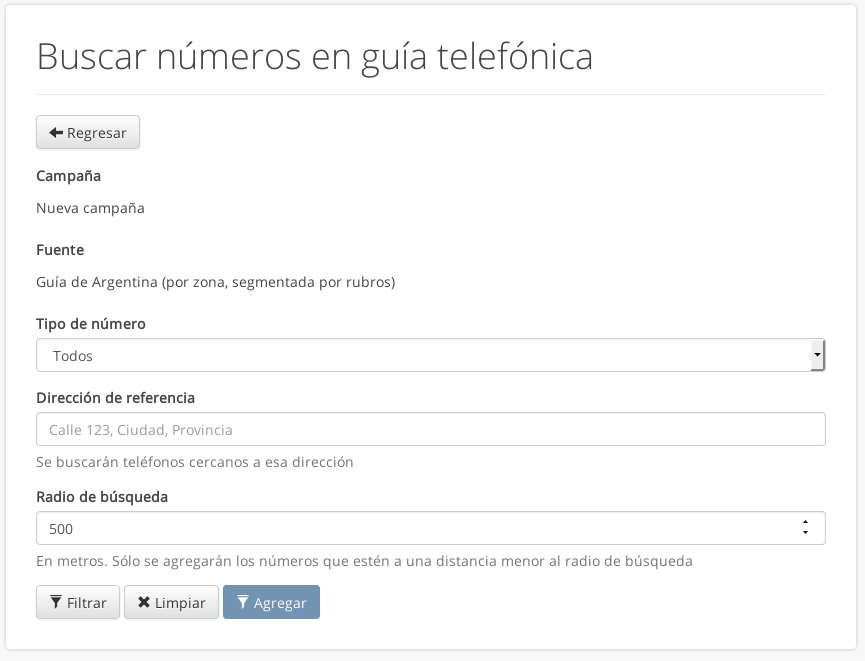 Buscar números en guía telefónica
Regresar
Campaña
Nueva campaña
Fuente
Guía de Argentina (por zona, segmentada por rubros)
Tipo de número
Todos
Dirección de referencia
Calle 123, Ciudad, Provincia
Se buscarán teléfonos cercanos a esa dirección
Radio de búsqueda
500
En metros. Sólo se agregarán los números que estén a una distancia menor al radio de búsqueda
Filtrar Limpiar Agregar